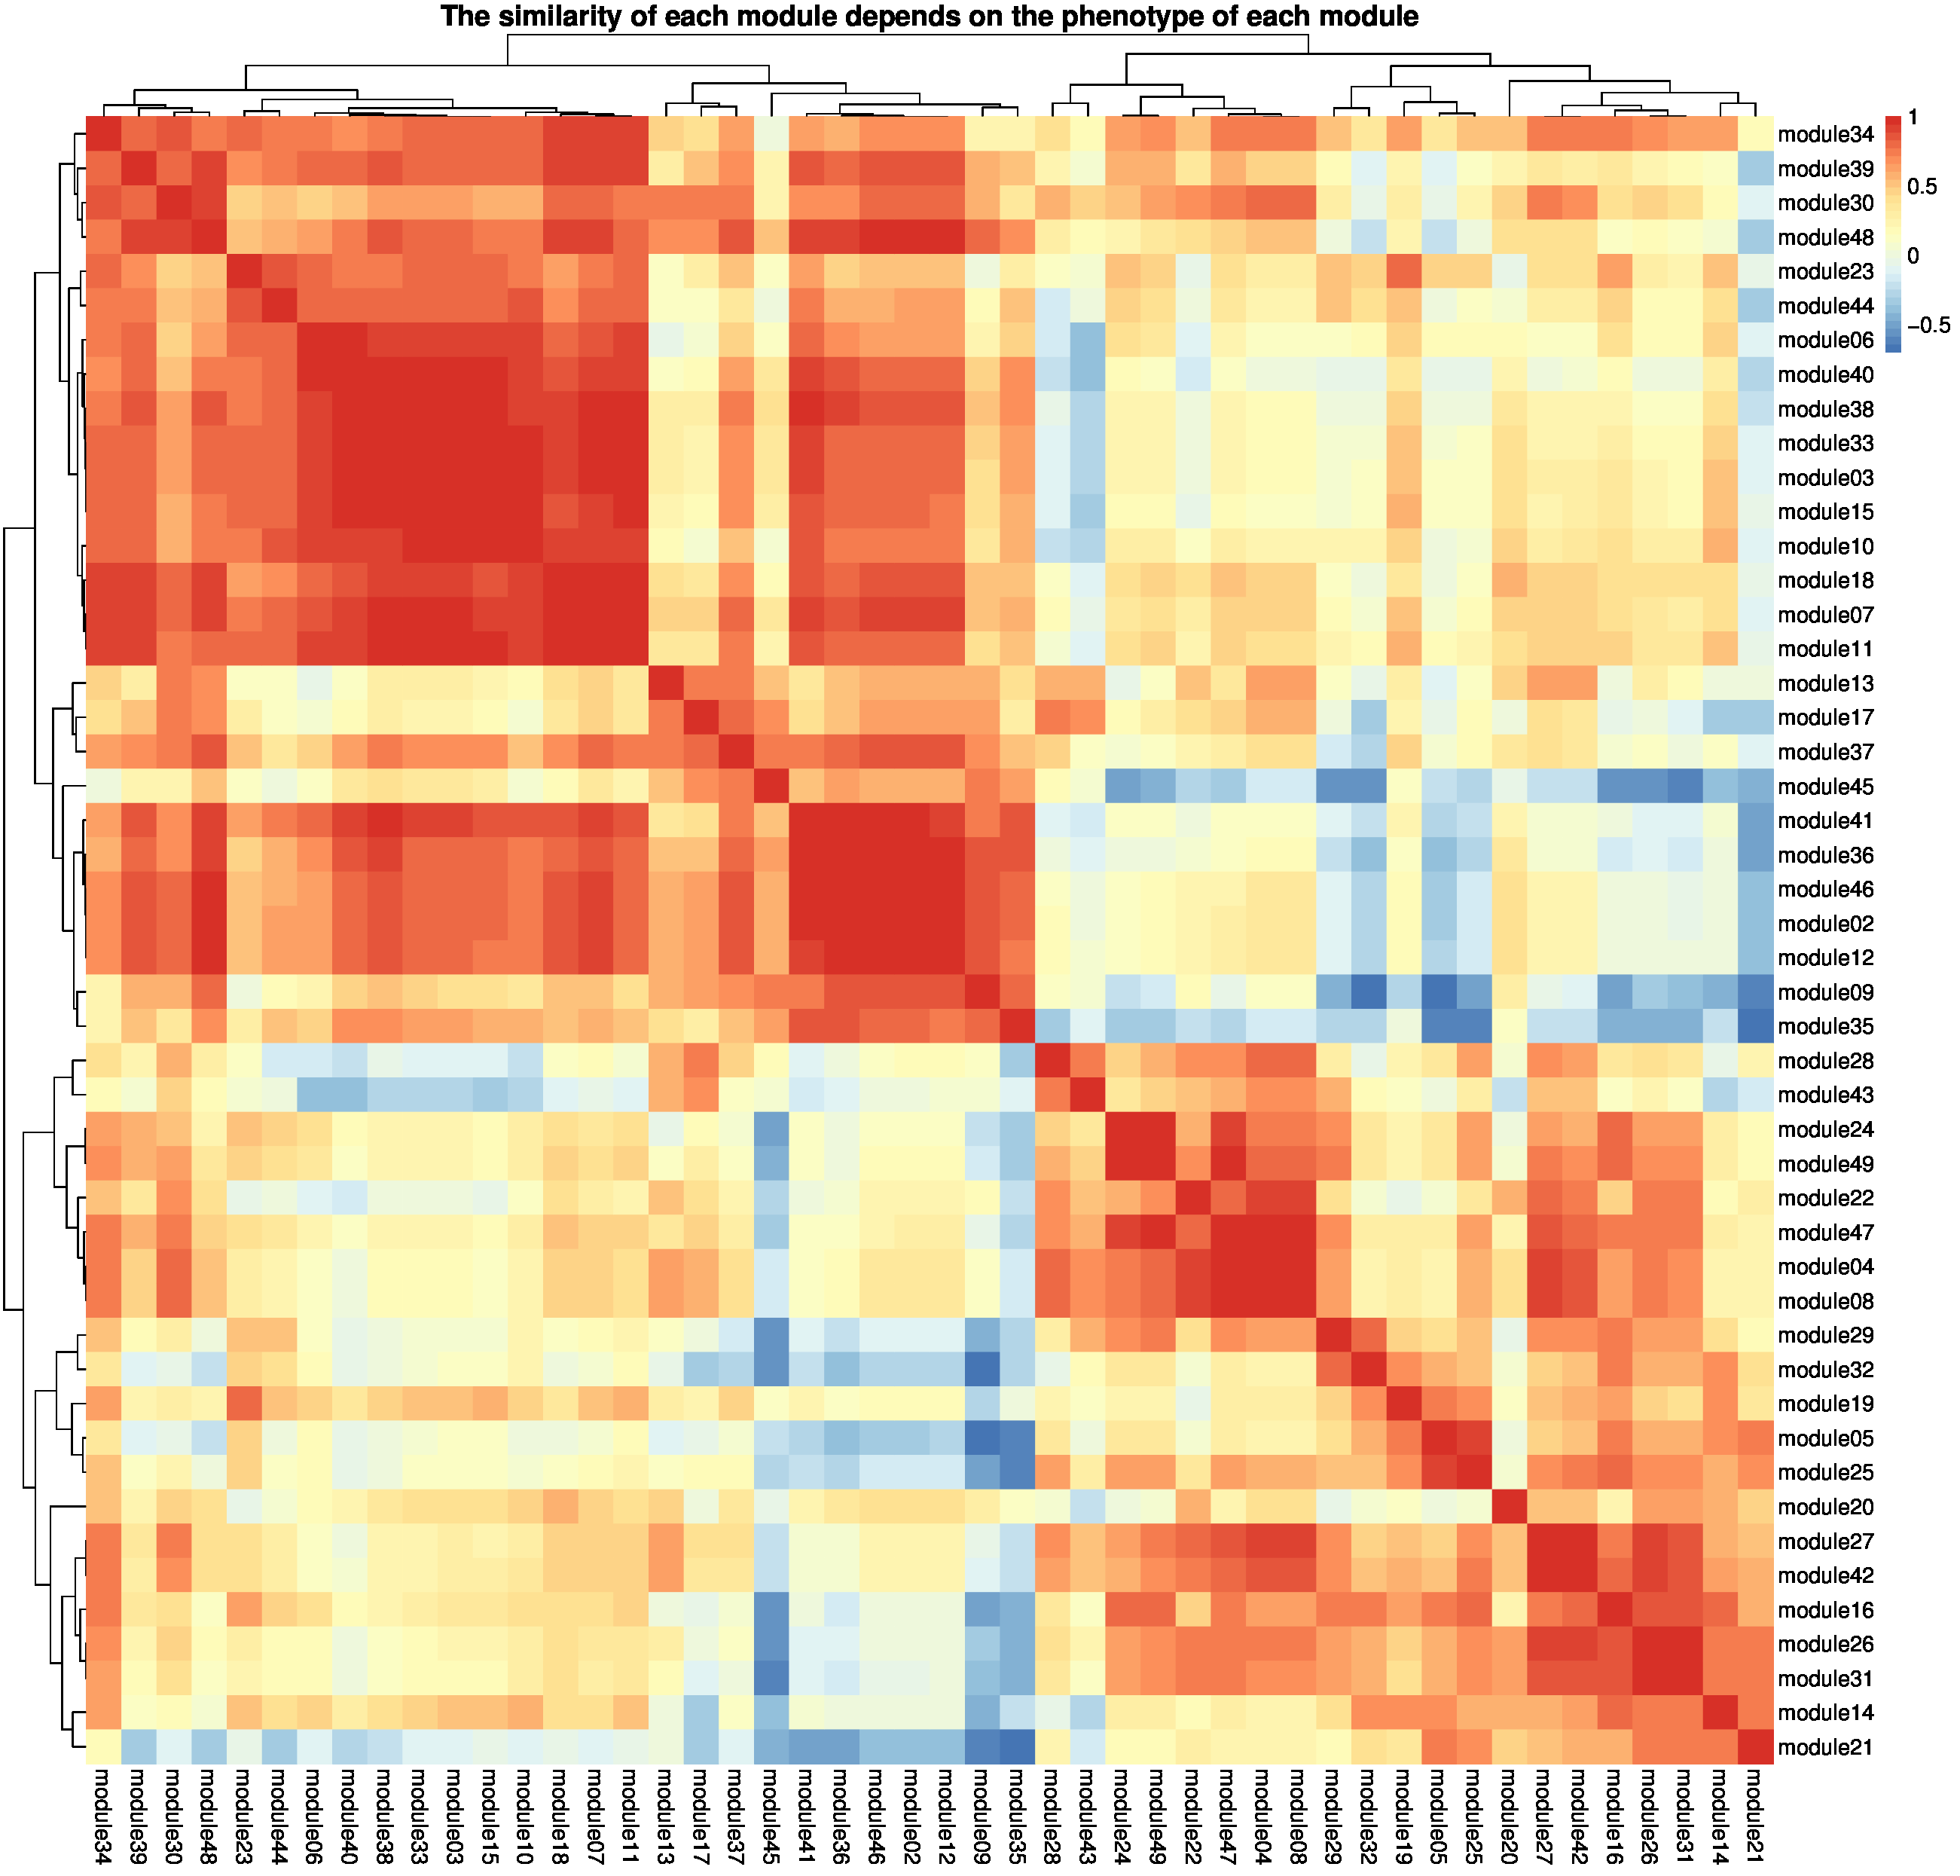 The similarity of each module depends on the phenotype of each module
1
0.5
0
−0.5
module34
module39
module30
module48
module23
module44
module06
module40
module38
module33
module03
module15
module10
module18
module07
module11
module13
module17
module37
module45
module41
module36
module46
module02
module12
module09
module35
module28
module43
module24
module49
module22
module47
module04
module08
module29
module32
module19
module05
module25
module20
module27
module42
module16
module26
module31
module14
module21
module34
module39
module30
module48
module23
module44
module06
module40
module38
module33
module03
module15
module10
module18
module07
module11
module13
module17
module37
module45
module41
module36
module46
module02
module12
module09
module35
module28
module43
module24
module49
module22
module47
module04
module08
module29
module32
module19
module05
module25
module20
module27
module42
module16
module26
module31
module14
module21